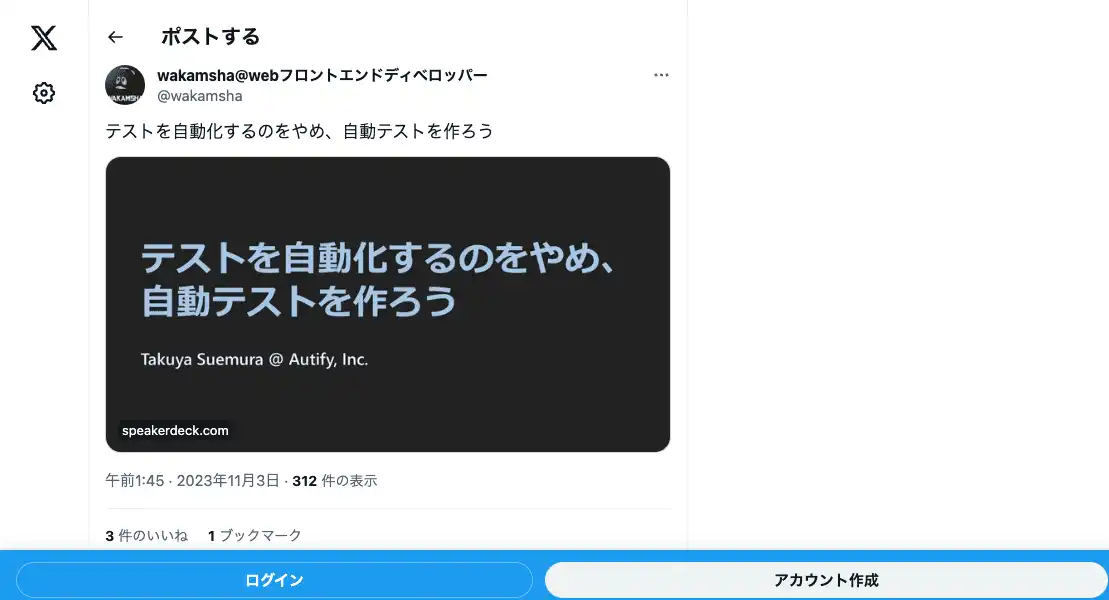 ポストする
wakamsha@webフロントエンドディベロッパー
@wakamsha
テストを自動化するのをやめ、自動テストを作ろう
テストを自動化するのをやめ、
自動テストを作ろう
Takuya Suemura @ Autify, Inc.
speakerdeck.com
午前1:45 · 2023年11月3日 · 312 件の表示
3 件のいいね 1 ブックマーク
ログイン アカウント作成